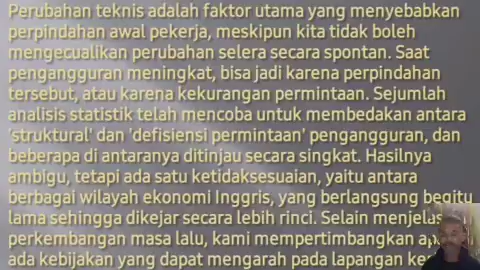 Perubahan teknis adalah faktor utama yang menyebabkan
perpindahan awal pekerja, meskipun kita tidak boleh
mengecualikan perubahan selera secara spontan. Saat
pengangguran meningkat, bisa jadi karena perpindahan
tersebut, atau karena kekurangan permintaan. Sejumlah
analisis statistik telah mencoba untuk membedakan antara
'struktural' dan 'defisiensi permintaan' pengangguran, dan
beberapa di antaranya ditinjau secara singkat. Hasilnya
ambigu, tetapi ada satu ketidaksesuaian, yaitu antara
berbagai wilayah ekonomi Inggris, yang berlangsung begitu
lama sehingga dikejar secara lebih rinci. Selain
perkembangan masa lalu, kami mempertimbangkan
ada kebijakan yang dapat mengarah pada lapangan